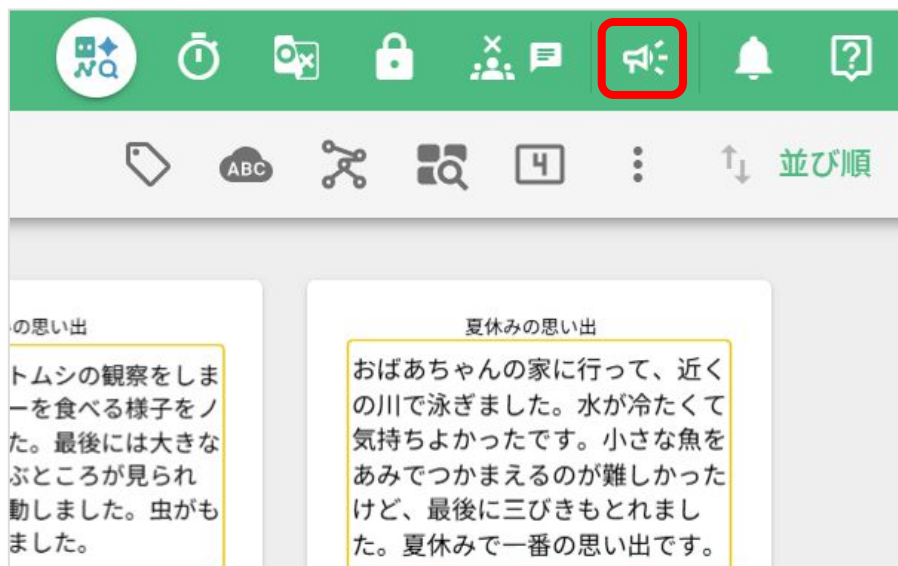 ABC
4
並び順
の思い出
トムシの観察をしま
ーを食べる様子をノ
た。最後には大きな
ぶところが見られ
動しました。虫がも
ました。
夏休みの思い出
おばあちゃんの家に行って、近く
の川で泳ぎました。水が冷たくて
気持ちよかったです。小さな魚を
あみでつかまえるのが難しかった
けど、最後に三びきもとれまし
た。夏休みで一番の思い出です。